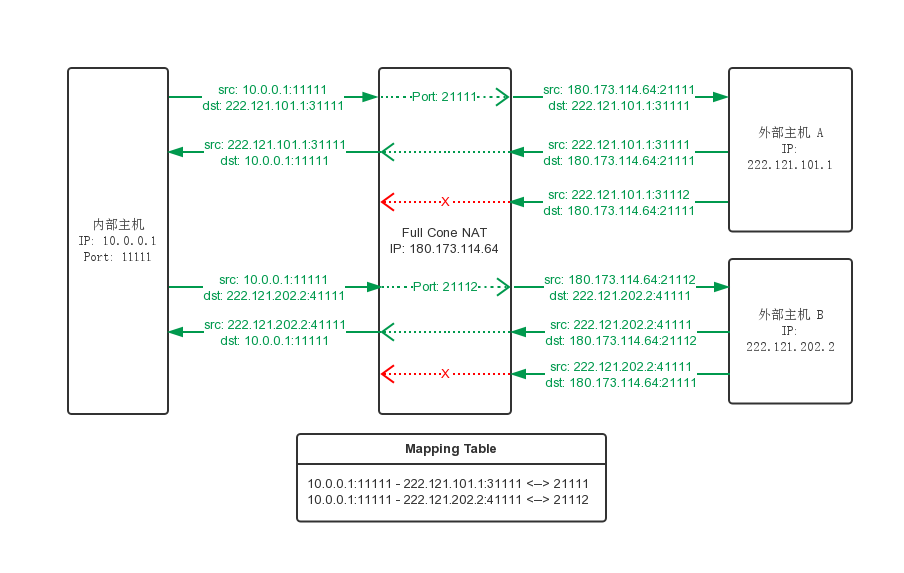 src: 10.0.0.1:11111
dst: 222.121.101.1:31111
Port: 21111
src: 180.173.114.64:21111
dst: 222.121.101.1:31111
src: 222.121.101.1:31111
dst: 10.0.0.1:11111
src: 222.121.101.1:31111
dst: 180.173.114.64:21111
X
src: 222.121.101.1:31112
dst: 180.173.114.64:21111
外部主机 A
IP:
222.121.101.1
内部主机
IP: 10.0.0.1
Port: 11111
Full Cone NAT
IP: 180.173.114.64
src: 10.0.0.1:11111
dst: 222.121.202.2:41111
Port: 21112
src: 180.173.114.64:21112
dst: 222.121.202.2:41111
src: 222.121.202.2:41111
dst: 10.0.0.1:11111
src: 222.121.202.2:41111
dst: 180.173.114.64:21112
X
src: 222.121.202.2:41111
dst: 180.173.114.64:21111
外部主机 B
IP:
222.121.202.2
Mapping Table
10.0.0.1:11111 - 222.121.101.1:31111 <--> 21111
10.0.0.1:11111 - 222.121.202.2:41111 <--> 21112